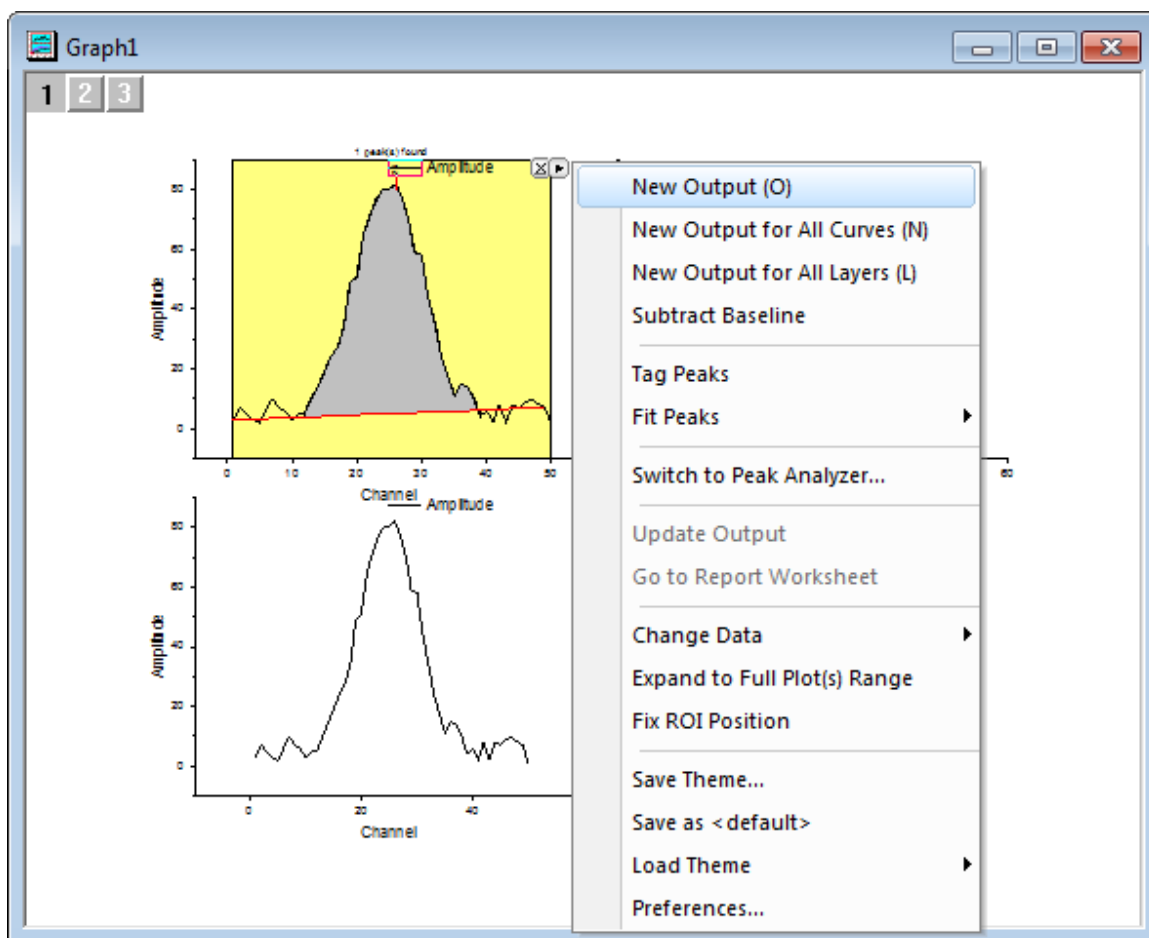 Graph1
1 2 3
1 peak(s) found
Amplitude
80
60
40
20
0
Amplitude
0 10 20 30 40 50 60
Channel
Amplitude
80
60
40
20
0
Amplitude
0 20 40
Channel
New Output (O)
New Output for All Curves (N)
New Output for All Layers (L)
Subtract Baseline
Tag Peaks
Fit Peaks
Switch to Peak Analyzer...
Update Output
Go to Report Worksheet
Change Data
Expand to Full Plot(s) Range
Fix ROI Position
Save Theme...
Save as <default>
Load Theme
Preferences...